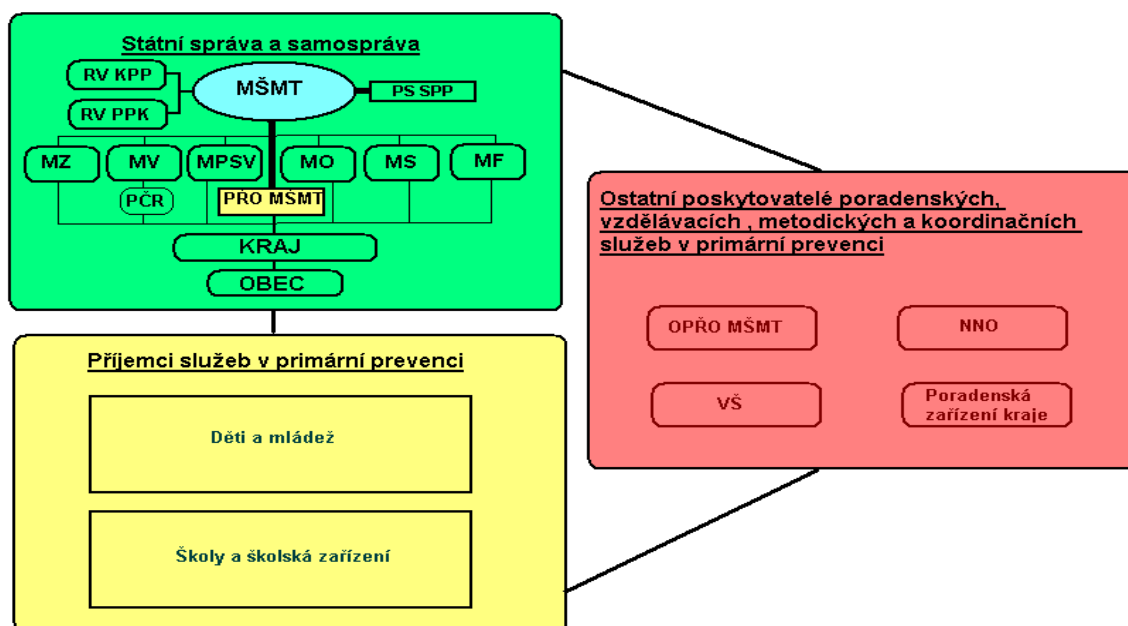 Státní správa a samospráva
RV KPP
MŠMT
PS SPP
RV PPK
MZ
MV
MPSV
MO
MS
MF
PČR
PŘO MŠMT
KRAJ
OBEC
Ostatní poskytovatelé poradenských,
vzdělávacích , metodických a koordinačních
služeb v primární prevenci
OPŘO MŠMT
NNO
VŠ
Poradenská
zařízení kraje
Příjemci služeb v primární prevenci
Děti a mládež
Školy a školská zařízení